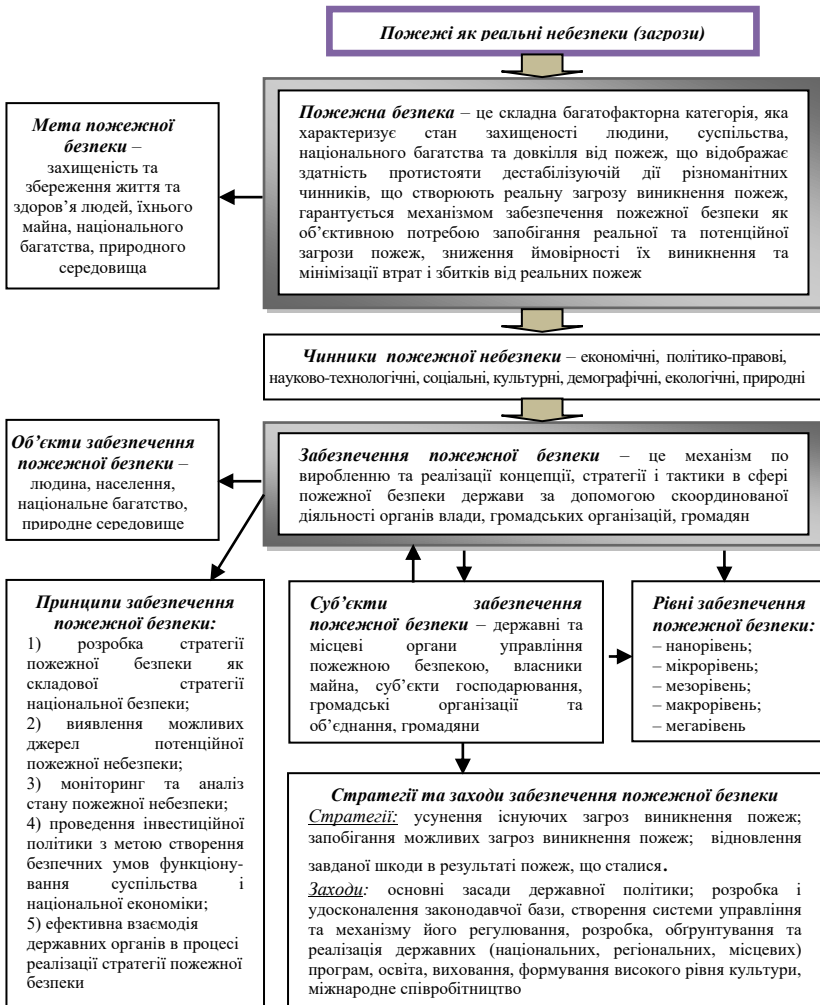 Пожежі як реальні небезпеки (загрози)
Пожежна безпека – це складна багатофакторна категорія, яка
характеризує стан захищеності людини, суспільства,
національного багатства та довкілля від пожеж, що відображає
здатність протистояти дестабілізуючій дії різноманітних
чинників, що створюють реальну загрозу виникнення пожеж,
гарантується механізмом забезпечення пожежної безпеки як
об’єктивною потребою запобігання реальної та потенційної
загрози пожеж, зниження ймовірності їх виникнення та
мінімізації втрат і збитків від реальних пожеж
Мета пожежної
безпеки –
захищеність та
збереження життя та
здоров’я людей, їхнього
майна, національного
багатства, природного
середовища
Чинники пожежної небезпеки – економічні, політико-правові,
науково-технологічні, соціальні, культурні, демографічні, екологічні, природні
Об’єкти забезпечення
пожежної безпеки –
людина, населення,
національне багатство,
природне середовище
Забезпечення пожежної безпеки – це механізм по
виробленню та реалізації концепції, стратегії і тактики в сфері
пожежної безпеки держави за допомогою скоординованої
діяльності органів влади, громадських організацій, громадян
Принципи забезпечення
пожежної безпеки:
1) розробка стратегії
пожежної безпеки як
складової стратегії
національної безпеки;
2) виявлення можливих
джерел потенційної
пожежної небезпеки;
3) моніторинг та аналіз
стану пожежної небезпеки;
4) проведення інвестиційної
політики з метою створення
безпечних умов функціону-
вання суспільства і
національної економіки;
5) ефективна взаємодія
державних органів в процесі
реалізації стратегії пожежної
безпеки
Суб’єкти забезпечення
пожежної безпеки – державні та
місцеві органи управління
пожежною безпекою, власники
майна, суб’єкти господарювання,
громадські організації та
об’єднання, громадяни
Рівні забезпечення
пожежної безпеки:
– нанорівень;
– мікрорівень;
– мезорівень;
– макрорівень;
– мегарівень
Стратегії та заходи забезпечення пожежної безпеки
Стратегії: усунення існуючих загроз виникнення пожеж;
запобігання можливих загроз виникнення пожеж; відновлення
завданої шкоди в результаті пожеж, що сталися.
Заходи: основні засади державної політики; розробка і
удосконалення законодавчої бази, створення системи управління
та механізму його регулювання, розробка, обґрунтування та
реалізація державних (національних, регіональних, місцевих)
програм, освіта, виховання, формування високого рівня культури,
міжнародне співробітництво